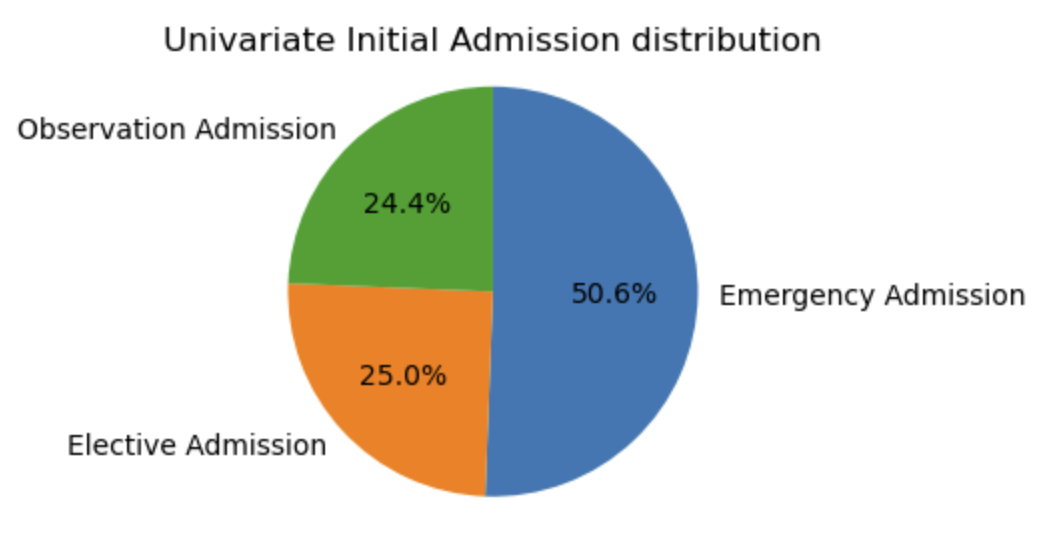 Univariate Initial Admission distribution
Observation Admission
24.4%
50.6%
Emergency Admission
25.0%
Elective Admission